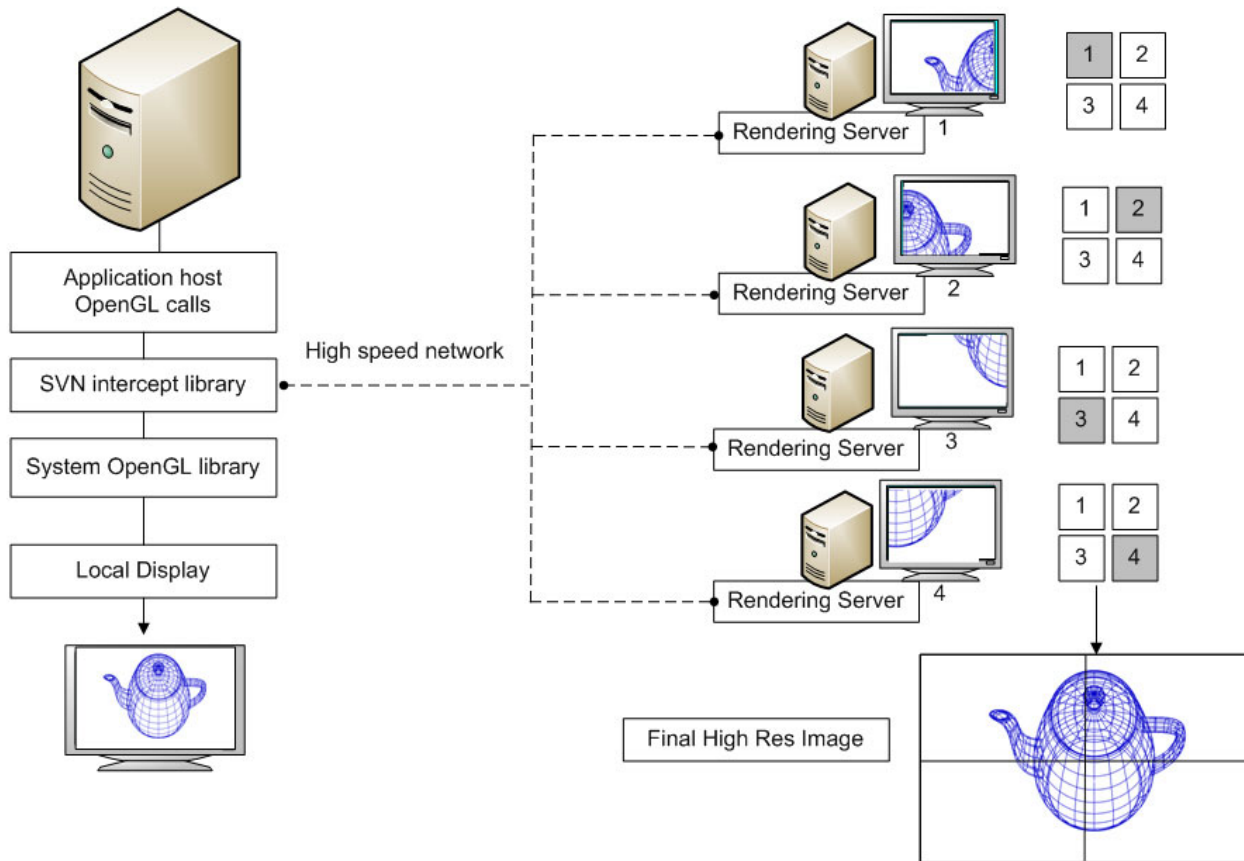 Application host
OpenGL calls
SVN intercept library
System OpenGL library
Local Display
High speed network
Rendering Server
1
1 2
3 4
Rendering Server
2
1 2
3 4
Rendering Server
3
1 2
3 4
Rendering Server
4
1 2
3 4
Final High Res Image